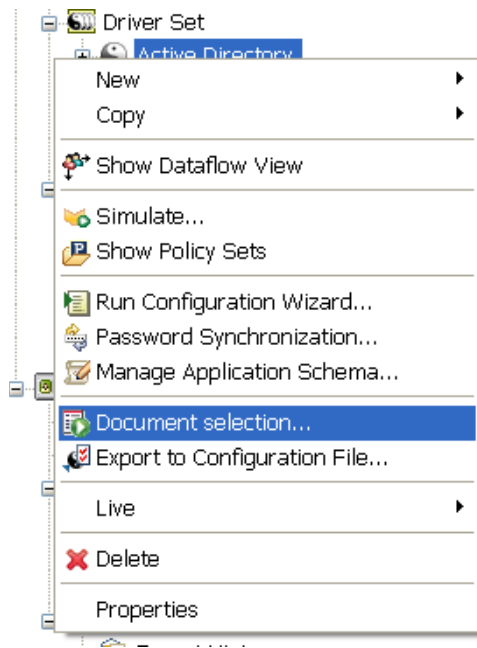 Driver Set
Active Directory
New
Copy
Show Dataflow View
Simulate...
Show Policy Sets
Run Configuration Wizard...
Password Synchronization...
Manage Application Schema...
Document selection...
Export to Configuration File...
Live
Delete
Properties